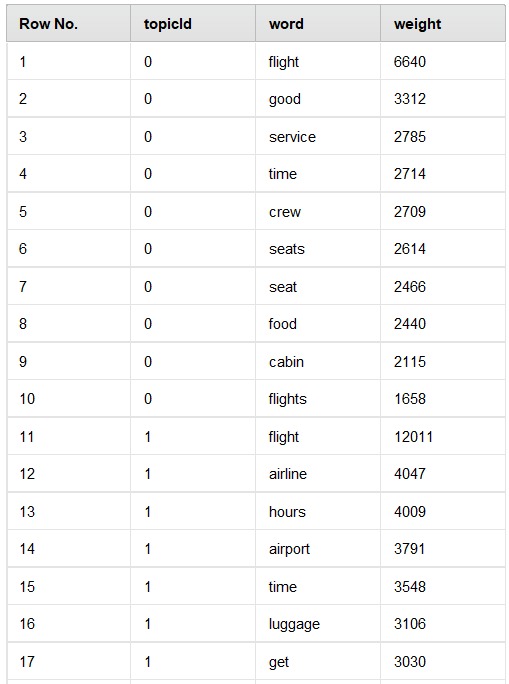 Row No. topicId word weight
1 0 flight 6640
2 0 good 3312
3 0 service 2785
4 0 time 2714
5 0 crew 2709
6 0 seats 2614
7 0 seat 2466
8 0 food 2440
9 0 cabin 2115
10 0 flights 1658
11 1 flight 12011
12 1 airline 4047
13 1 hours 4009
14 1 airport 3791
15 1 time 3548
16 1 luggage 3106
17 1 get 3030